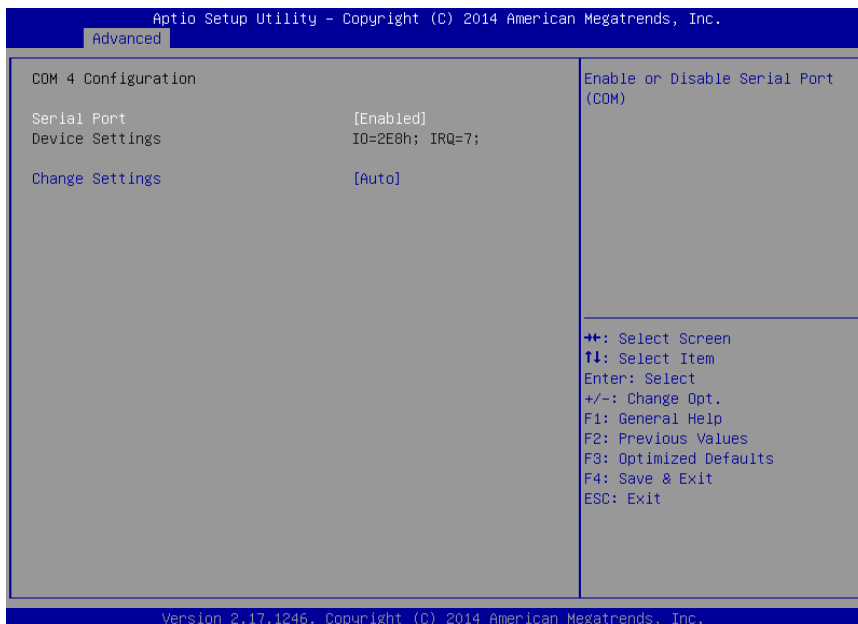 Aptio Setup Utility – Copyright (C) 2014 American Megatrends, Inc.
Advanced
COM 4 Configuration
Serial Port [Enabled]
Device Settings IO=2E8h; IRQ=7;
Change Settings [Auto]
Enable or Disable Serial Port
(COM)
→←: Select Screen
↑↓: Select Item
Enter: Select
+/-: Change Opt.
F1: General Help
F2: Previous Values
F3: Optimized Defaults
F4: Save & Exit
ESC: Exit
Version 2.17.1246. Copyright (C) 2014 American Megatrends, Inc.